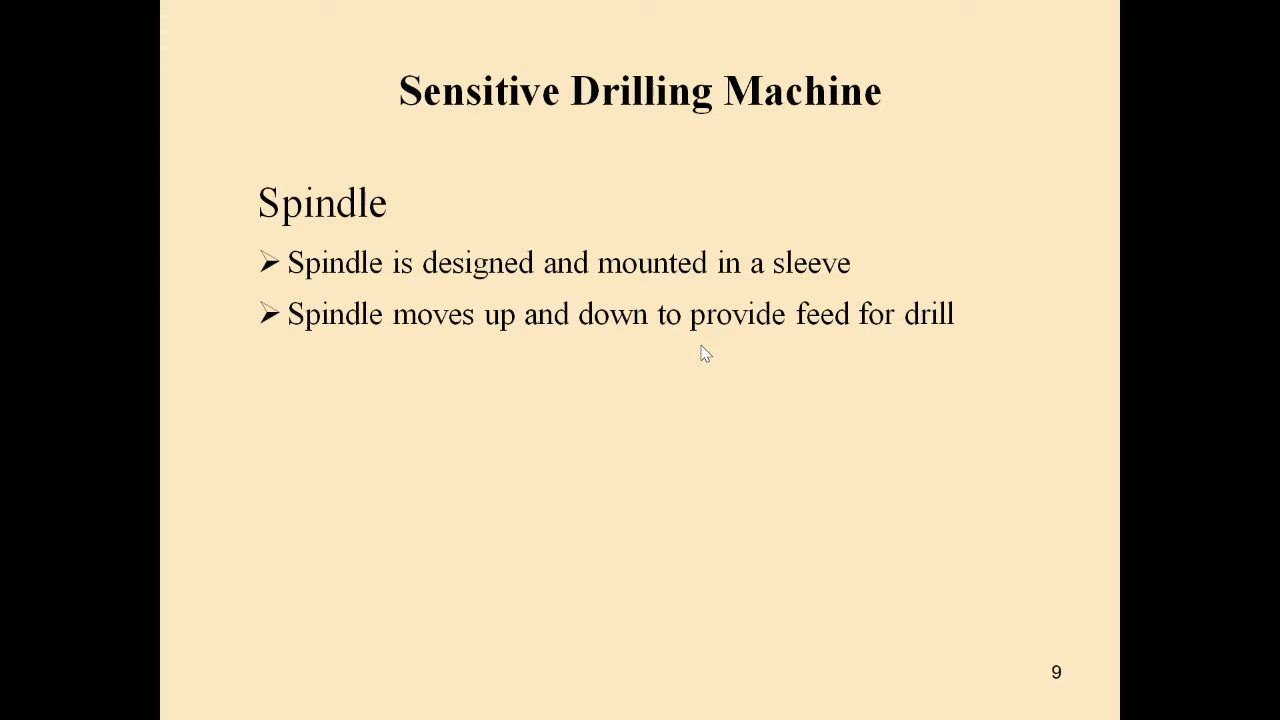 Sensitive Drilling Machine
Spindle
➢ Spindle is designed and mounted in a sleeve
➢ Spindle moves up and down to provide feed for drill
9